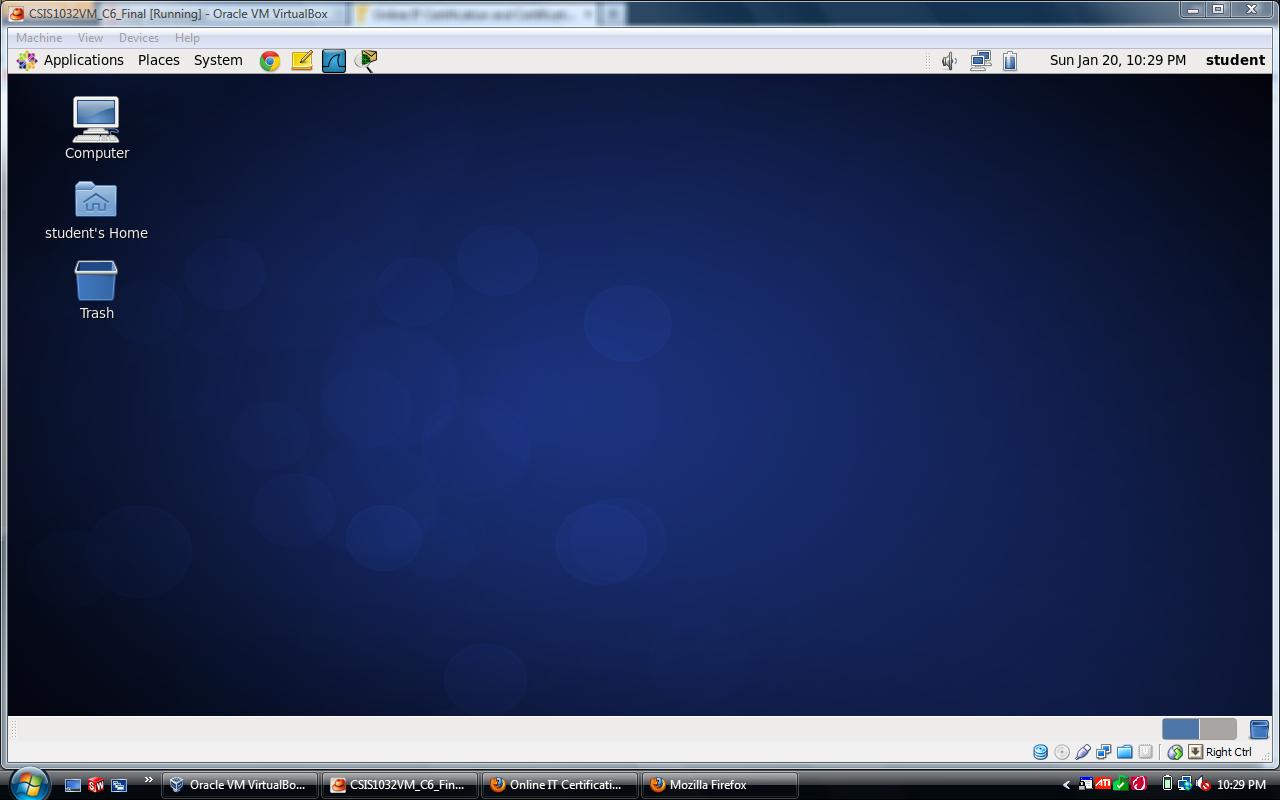 CSIS1032VM_C6_Final [Running] - Oracle VM VirtualBox
Machine View Devices Help
Applications Places System Sun Jan 20, 10:29 PM student
Computer
student's Home
Trash
Right Ctrl
» Oracle VM VirtualBo... CSIS1032VM_C6_Fin... Online IT Certificati... Mozilla Firefox < ATI 10:29 PM